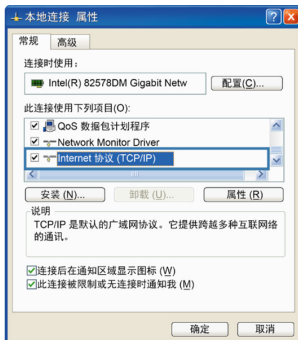 本地连接 属性
常规 高级
连接时使用：
Intel(R) 82578DM Gigabit Netw 配置(C)...
此连接使用下列项目(O):
QoS 数据包计划程序
Network Monitor Driver
Internet 协议 (TCP/IP)
安装 (N)... 卸载 (U)... 属性 (R)
说明
TCP/IP 是默认的广域网协议。它提供跨越多种互联网络
的通讯。
连接后在通知区域显示图标 (W)
此连接被限制或无连接时通知我 (M)
确定 取消